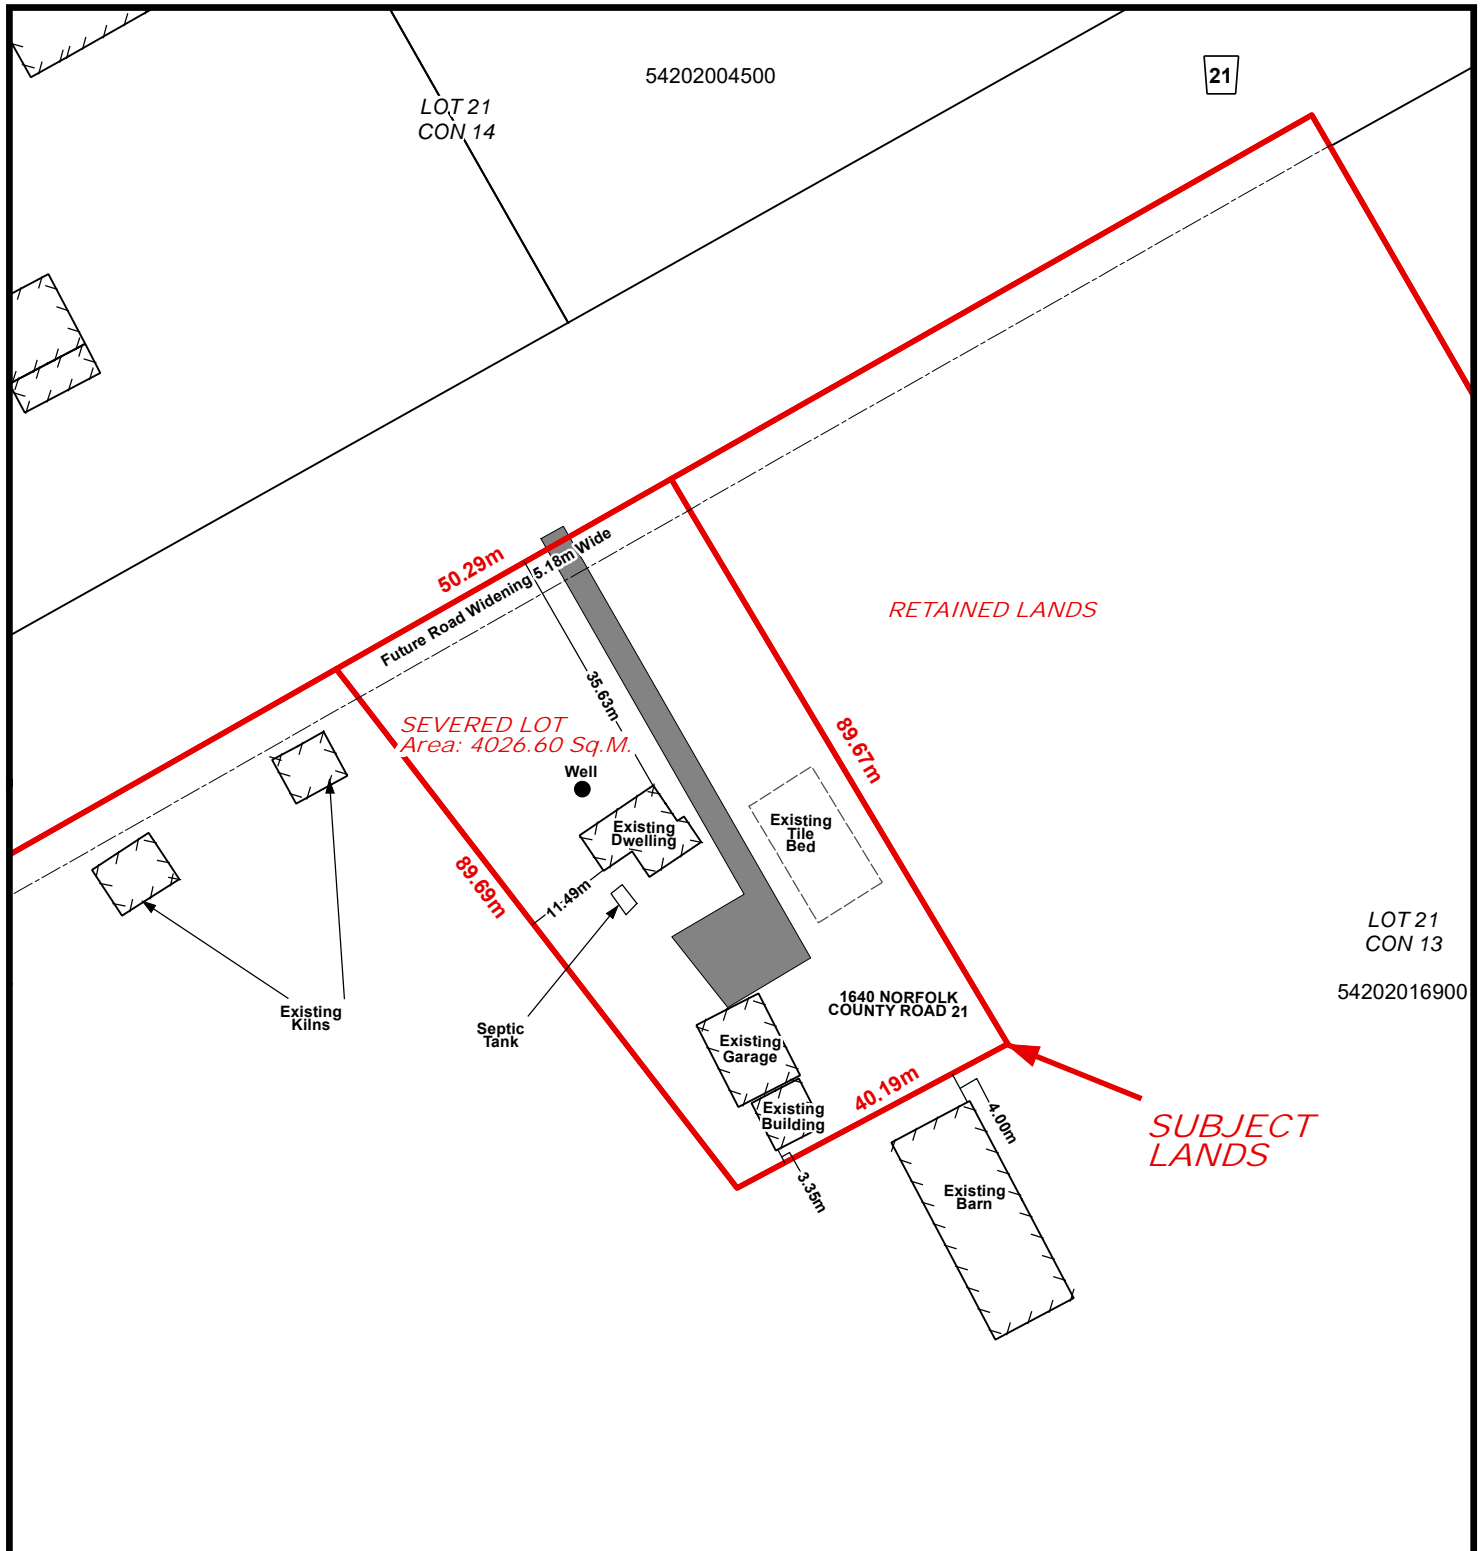 54202004500
21
LOT 21
CON 14
50.29m
Future Road Widening 5.18m Wide
RETAINED LANDS
35.63m
SEVERED LOT
Area: 4026.60 Sq.M.
89.67m
Well
Existing
Dwelling
Existing
Tile
Bed
89.69m
11.49m
LOT 21
CON 13
54202016900
1640 NORFOLK
COUNTY ROAD 21
Existing
Kilns
Septic
Tank
Existing
Garage
40.19m
Existing
Building
4.00m
SUBJECT
LANDS
3.35m
Existing
Barn